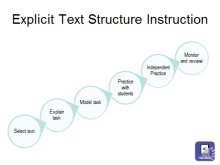 Explicit Text Structure Instruction
Monitor
and review
Independent
Practice
Practice
with
students
Model task
Explain
task
Select text